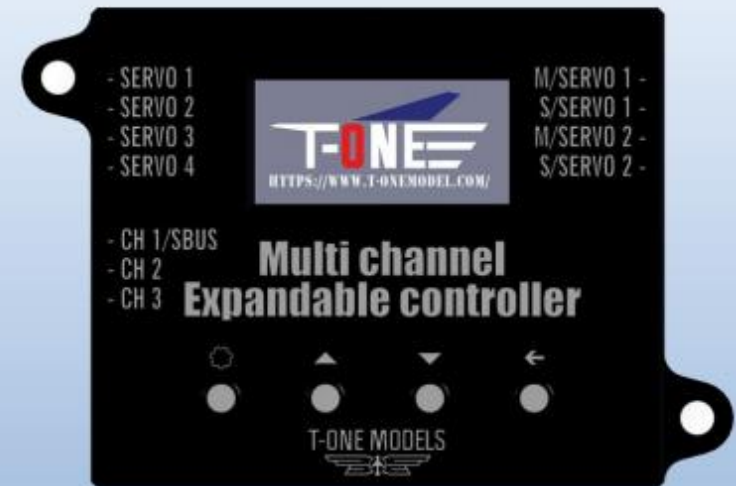 - SERVO 1
- SERVO 2
- SERVO 3
- SERVO 4
M/SERVO 1 -
S/SERVO 1 -
M/SERVO 2 -
S/SERVO 2 -
T-ONE
HTTPS://WWW.T-ONEMODEL.COM/
- CH 1/SBUS
- CH 2
- CH 3
Multi channel
Expandable controller
T-ONE MODELS